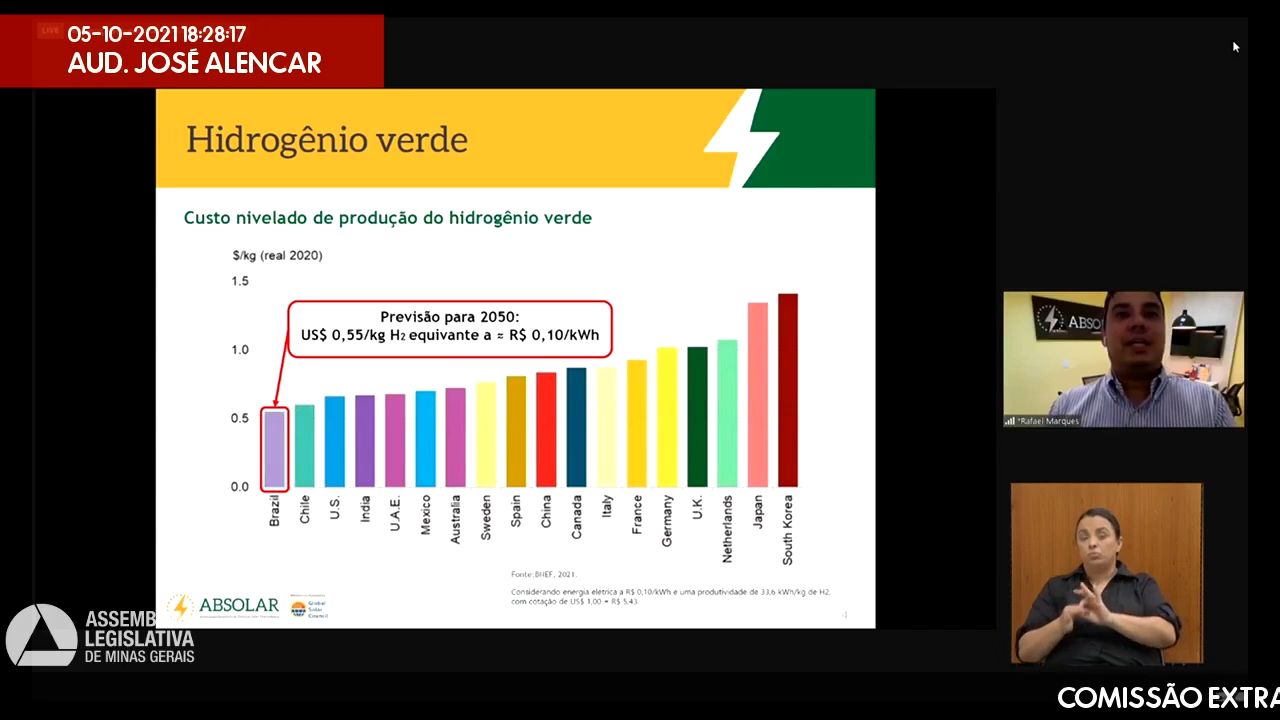 LIVE
05-10-2021 18:28:17
AUD. JOSÉ ALENCAR
Hidrogênio verde
Custo nivelado de produção do hidrogênio verde
$/kg (real 2020)
1.5
1.0
0.5
0.0
Previsão para 2050:
US$ 0,55/kg H2 equivante a ≈ R$ 0,10/kWh
Brazil
Chile
U.S.
India
U.A.E.
Mexico
Australia
Sweden
Spain
China
Canada
Italy
France
Germany
U.K.
Netherlands
Japan
South Korea
Fonte: BNEF, 2021.
Considerando energia elétrica a R$ 0,10/kWh e uma produtividade de 33,6 kWh/kg de H2,
com cotação de US$ 1,00 = R$ 5,43.
ABSOLAR
Global
Solar
Council
4
ABSO
*Rafael Marques
ASSEMB
LEGISLATIVA
DE MINAS GERAIS
COMISSÃO EXTRA